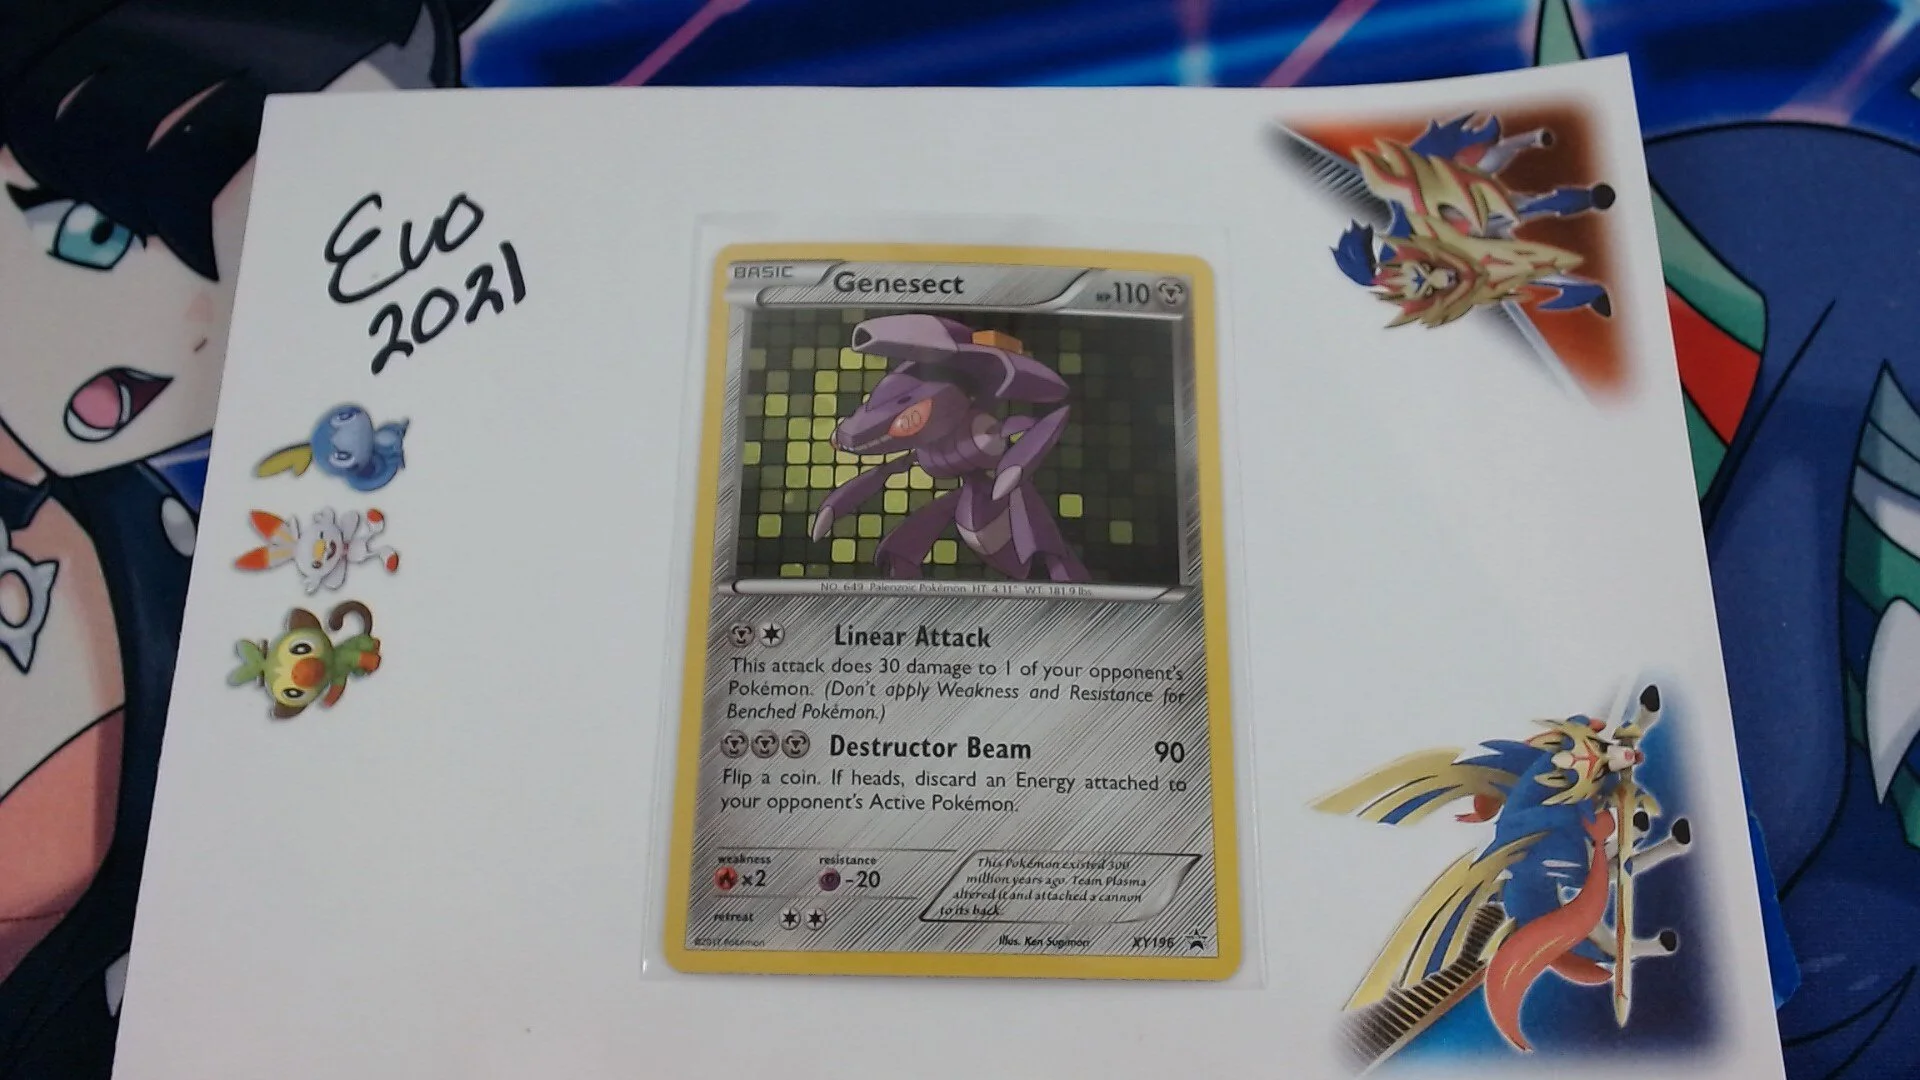 Evo
2021
BASIC
Genesect
HP110
NO. 649 Paleozoic Pokémon HT: 4'11" WT: 181.9 lbs.
Linear Attack
This attack does 30 damage to 1 of your opponent's
Pokémon. (Don't apply Weakness and Resistance for
Benched Pokémon.)
Destructor Beam 90
Flip a coin. If heads, discard an Energy attached to
your opponent's Active Pokémon.
weakness
×2
resistance
-20
retreat
This Pokémon existed 300
million years ago. Team Plasma
altered it and attached a cannon
to its back.
©2017 Pokémon
Illus. Ken Sugimori
XY196